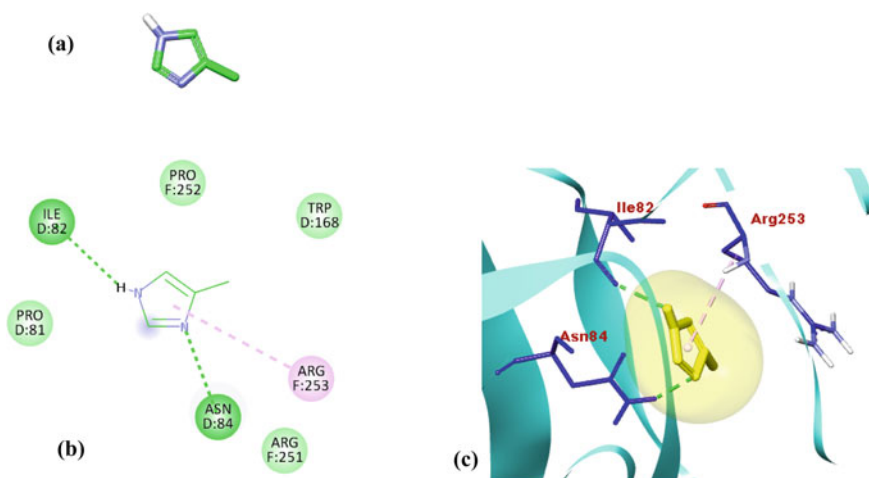 (a)
PRO
F:252
ILE
D:82
TRP
D:168
H
N
N
PRO
D:81
ARG
F:253
ASN
D:84
ARG
F:251
(b)
Ile82
Arg253
Asn84
(c)